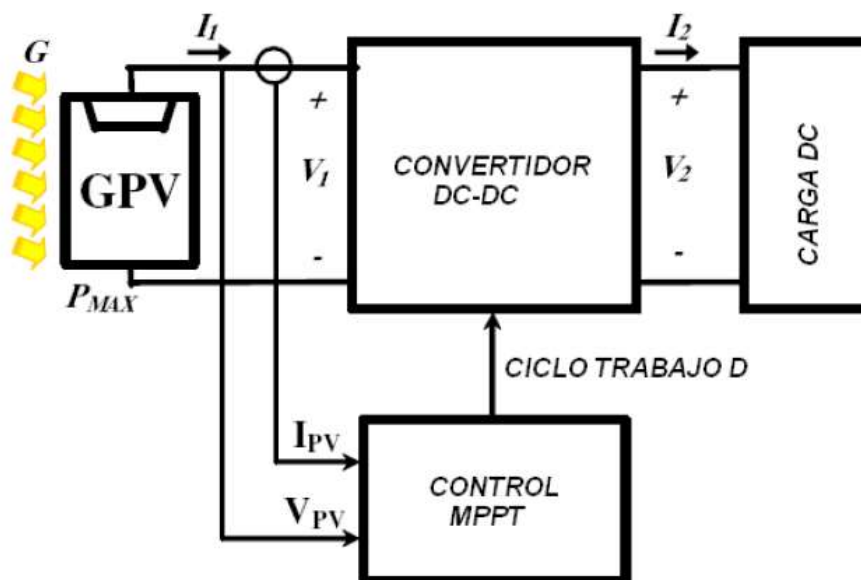 G
I1
I2
GPV
PMAX
+
V1
-
CONVERTIDOR
DC-DC
+
V2
-
CARGA DC
CICLO TRABAJO D
IPV
VPV
CONTROL
MPPT